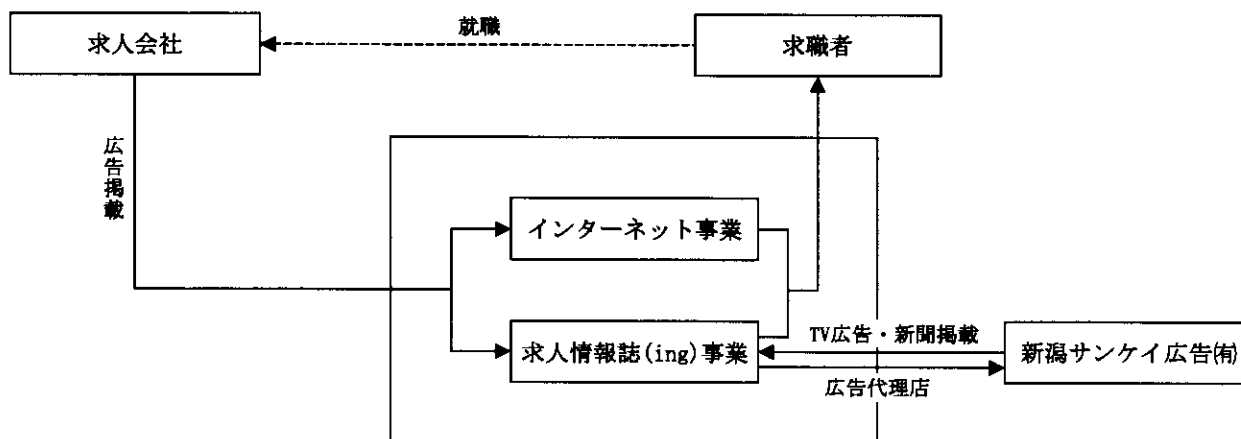 就職
求人会社
求職者
広告掲載
インターネット事業
求人情報誌(ing)事業
TV広告・新聞掲載
新潟サンケイ広告㈲
広告代理店